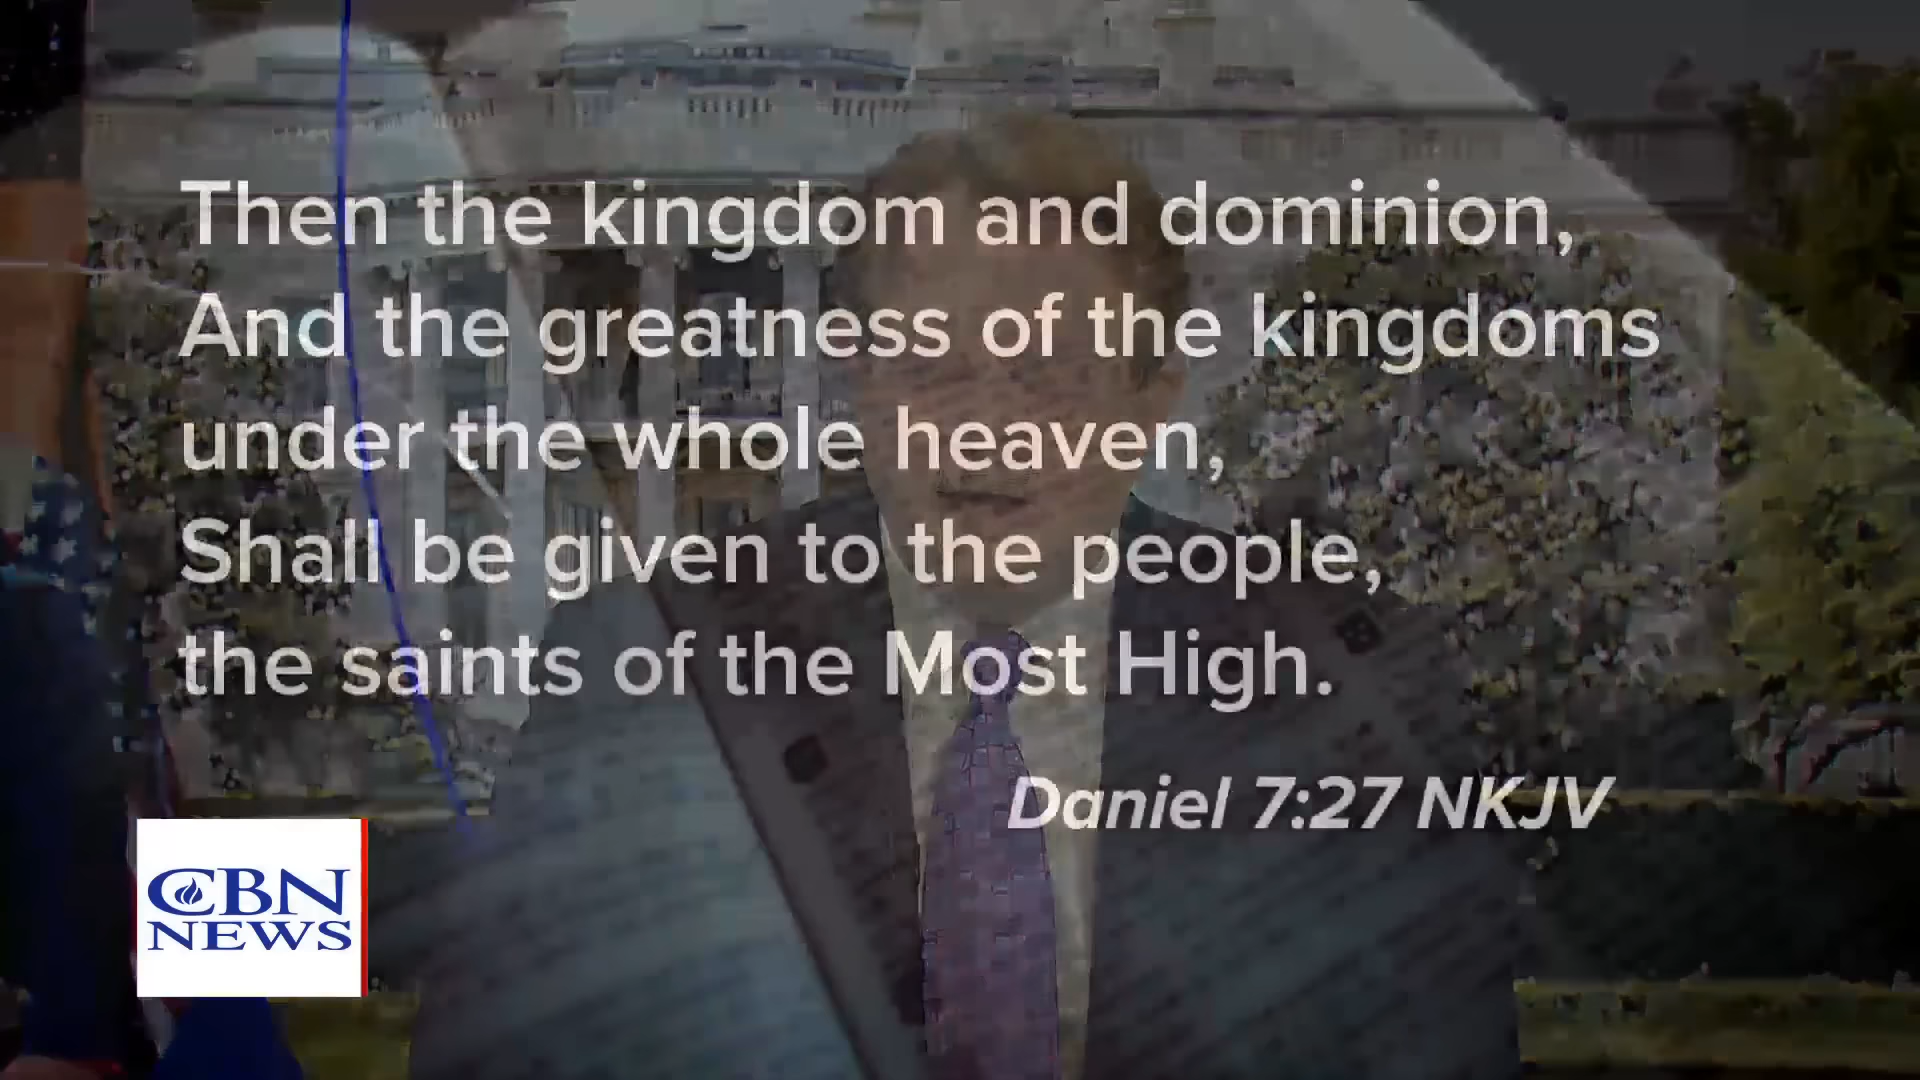 Then the kingdom and dominion,
And the greatness of the kingdoms
under the whole heaven,
Shall be given to the people,
the saints of the Most High.
Daniel 7:27 NKJV
CBN
NEWS